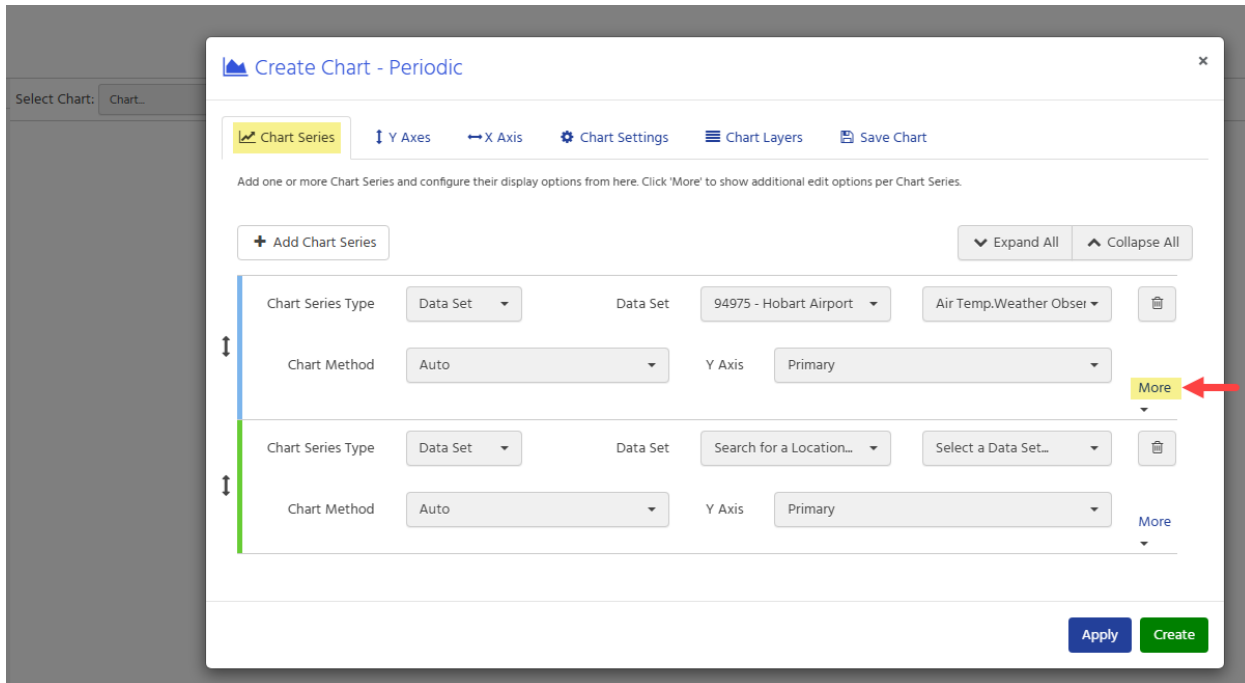 Create Chart - Periodic ×
Select Chart: Chart...
Chart Series Y Axes X Axis Chart Settings Chart Layers Save Chart
Add one or more Chart Series and configure their display options from here. Click 'More' to show additional edit options per Chart Series.
Add Chart Series Expand All Collapse All
Chart Series Type Data Set Data Set 94975 - Hobart Airport Air Temp.Weather Obser
Chart Method Auto Y Axis Primary
More
Chart Series Type Data Set Data Set Search for a Location... Select a Data Set...
Chart Method Auto Y Axis Primary
More
Apply Create